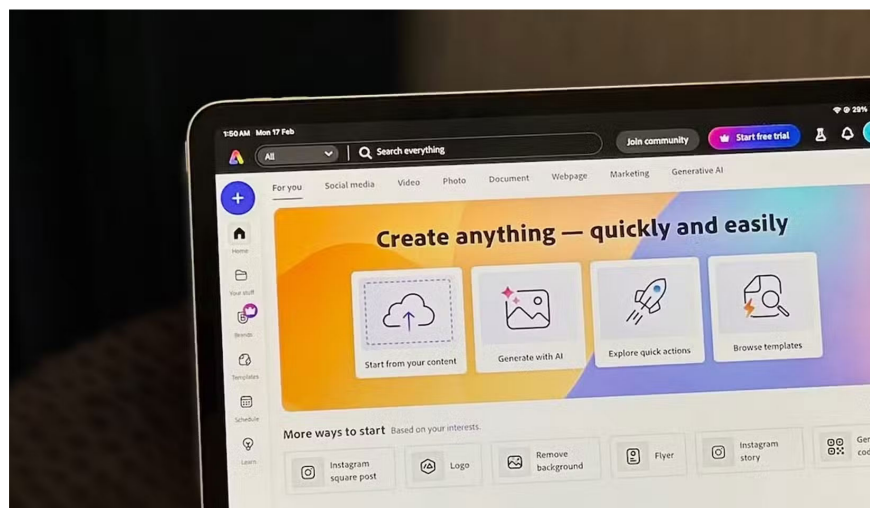 1:50 AM Mon 17 Feb
29%
All
Search everything
Join community
Start free trial
For you
Social media
Video
Photo
Document
Webpage
Marketing
Generative AI
Home
Your stuff
Brands
Templates
Schedule
Learn
Create anything — quickly and easily
Start from your content
Generate with AI
Explore quick actions
Browse templates
More ways to start Based on your interests.
Instagram
square post
Logo
Remove
background
Flyer
Instagram
story